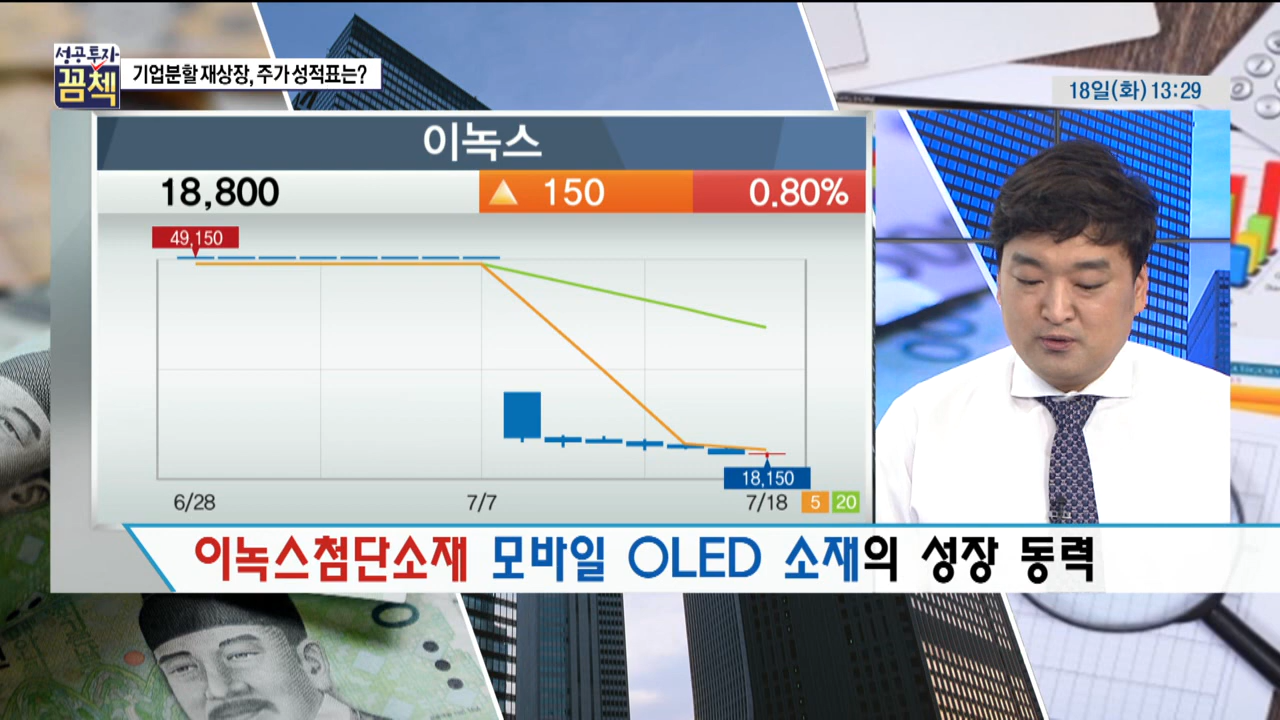 성공투자
꼼첵
기업분할 재상장, 주가 성적표는?
18일(화) 13:29
이녹스
18,800 ▲ 150 0.80%
49,150
18,150
6/28 7/7 7/18 5 20
이녹스첨단소재 모바일 OLED 소재의 성장 동력